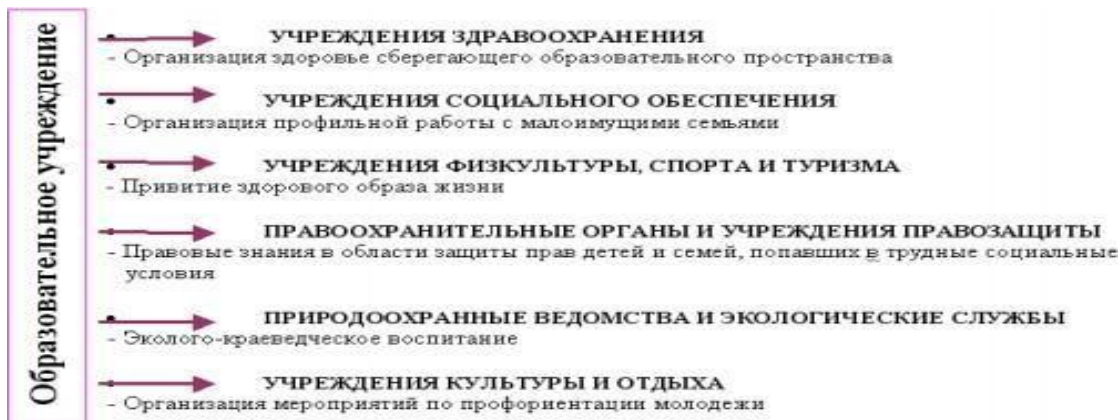 Образовательное учреждение
• УЧРЕЖДЕНИЯ ЗДРАВООХРАНЕНИЯ
- Организация здоровье сберегающего образовательного пространства
• УЧРЕЖДЕНИЯ СОЦИАЛЬНОГО ОБЕСПЕЧЕНИЯ
- Организация профильной работы с малоимущими семьями
• УЧРЕЖДЕНИЯ ФИЗКУЛЬТУРЫ, СПОРТА И ТУРИЗМА
- Привитие здорового образа жизни
• ПРАВООХРАНИТЕЛЬНЫЕ ОРГАНЫ И УЧРЕЖДЕНИЯ ПРАВОЗАЩИТЫ
- Правовые знания в области защиты прав детей и семей, попавших в трудные социальные
условия
• ПРИРОДООХРАННЫЕ ВЕДОМСТВА И ЭКОЛОГИЧЕСКИЕ СЛУЖБЫ
- Эколого-краеведческое воспитание
• УЧРЕЖДЕНИЯ КУЛЬТУРЫ И ОТДЫХА
- Организация мероприятий по профориентации молодежи